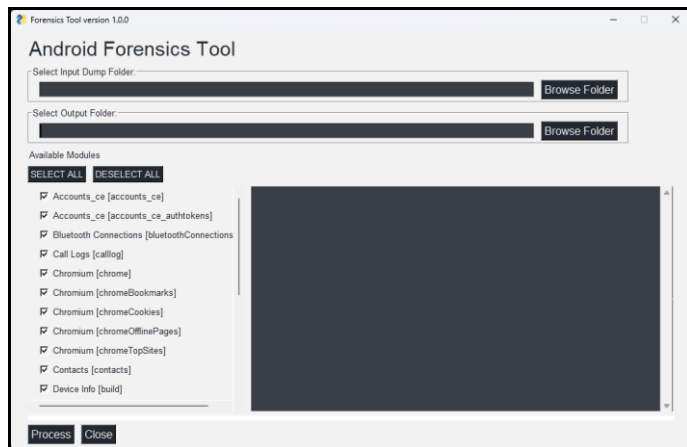 Forensics Tool version 1.0.0
Android Forensics Tool
Select Input Dump Folder:
Browse Folder
Select Output Folder:
Browse Folder
Available Modules
SELECT ALL DESELECT ALL
Accounts_ce [accounts_ce]
Accounts_ce [accounts_ce_authtokens]
Bluetooth Connections [bluetoothConnections
Call Logs [calllog]
Chromium [chrome]
Chromium [chromeBookmarks]
Chromium [chromeCookies]
Chromium [chromeOfflinePages]
Chromium [chromeTopSites]
Contacts [contacts]
Device Info [build]
Process Close